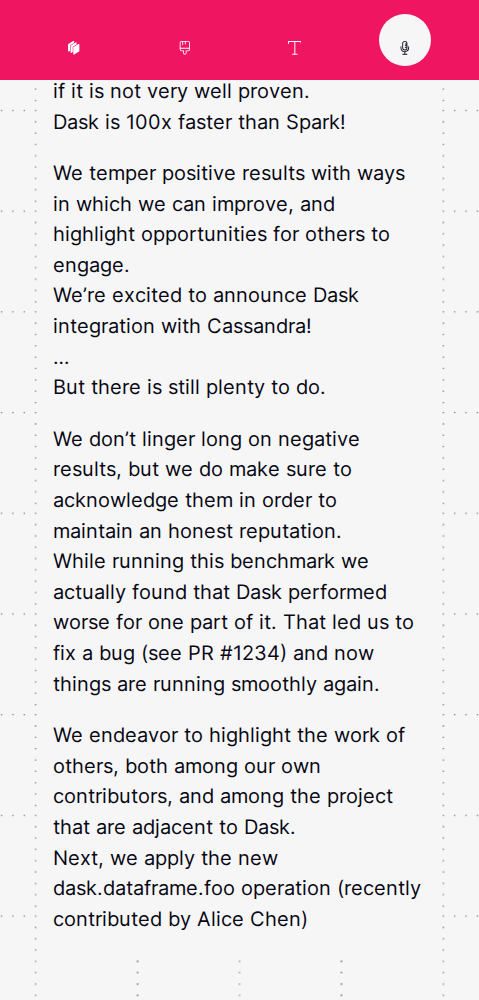 if it is not very well proven.
Dask is 100x faster than Spark!
We temper positive results with ways
in which we can improve, and
highlight opportunities for others to
engage.
We’re excited to announce Dask
integration with Cassandra!
...
But there is still plenty to do.
We don’t linger long on negative
results, but we do make sure to
acknowledge them in order to
maintain an honest reputation.
While running this benchmark we
actually found that Dask performed
worse for one part of it. That led us to
fix a bug (see PR #1234) and now
things are running smoothly again.
We endeavor to highlight the work of
others, both among our own
contributors, and among the project
that are adjacent to Dask.
Next, we apply the new
dask.dataframe.foo operation (recently
contributed by Alice Chen)